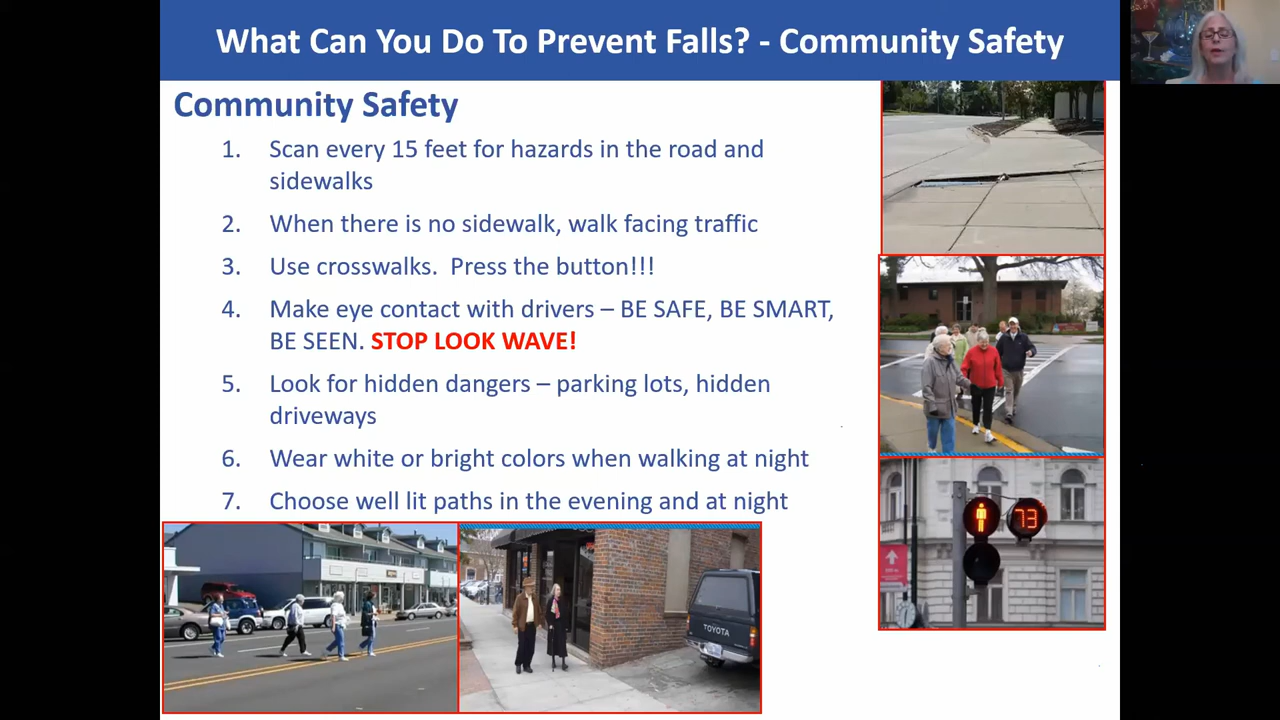 What Can You Do To Prevent Falls? - Community Safety
Community Safety
1. Scan every 15 feet for hazards in the road and
sidewalks
2. When there is no sidewalk, walk facing traffic
3. Use crosswalks. Press the button!!!
4. Make eye contact with drivers – BE SAFE, BE SMART,
BE SEEN. STOP LOOK WAVE!
5. Look for hidden dangers – parking lots, hidden
driveways
6. Wear white or bright colors when walking at night
7. Choose well lit paths in the evening and at night
73
TOYOTA